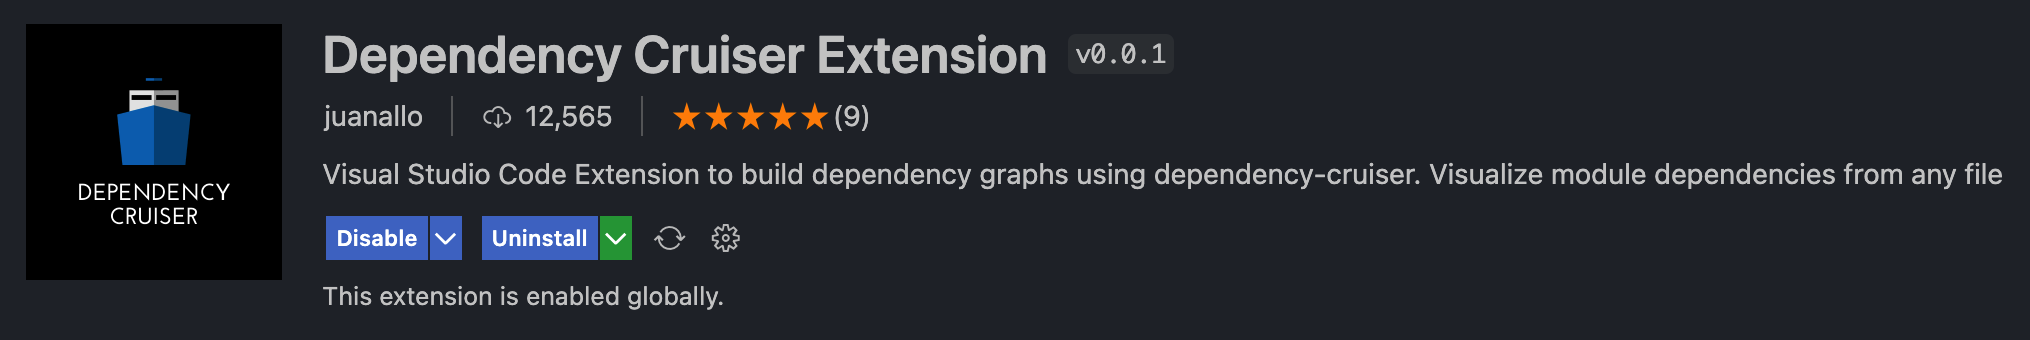 DEPENDENCY
CRUISER
Dependency Cruiser Extension v0.0.1
juanallo 12,565 (9)
Visual Studio Code Extension to build dependency graphs using dependency-cruiser. Visualize module dependencies from any file
Disable Uninstall
This extension is enabled globally.